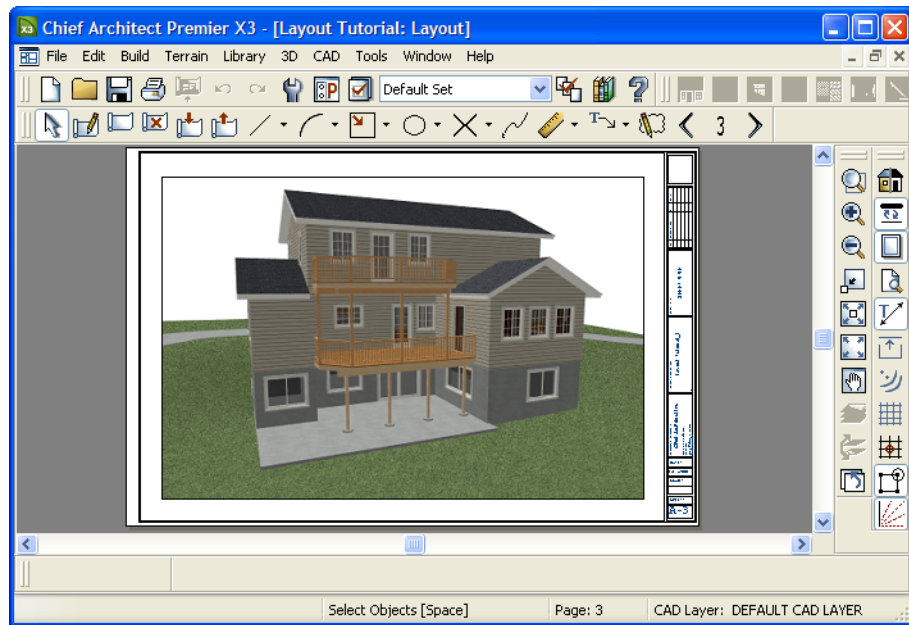 X3 Chief Architect Premier X3 - [Layout Tutorial: Layout]
File Edit Build Terrain Library 3D CAD Tools Window Help
Default Set
3
A-3
Select Objects [Space] Page: 3 CAD Layer: DEFAULT CAD LAYER